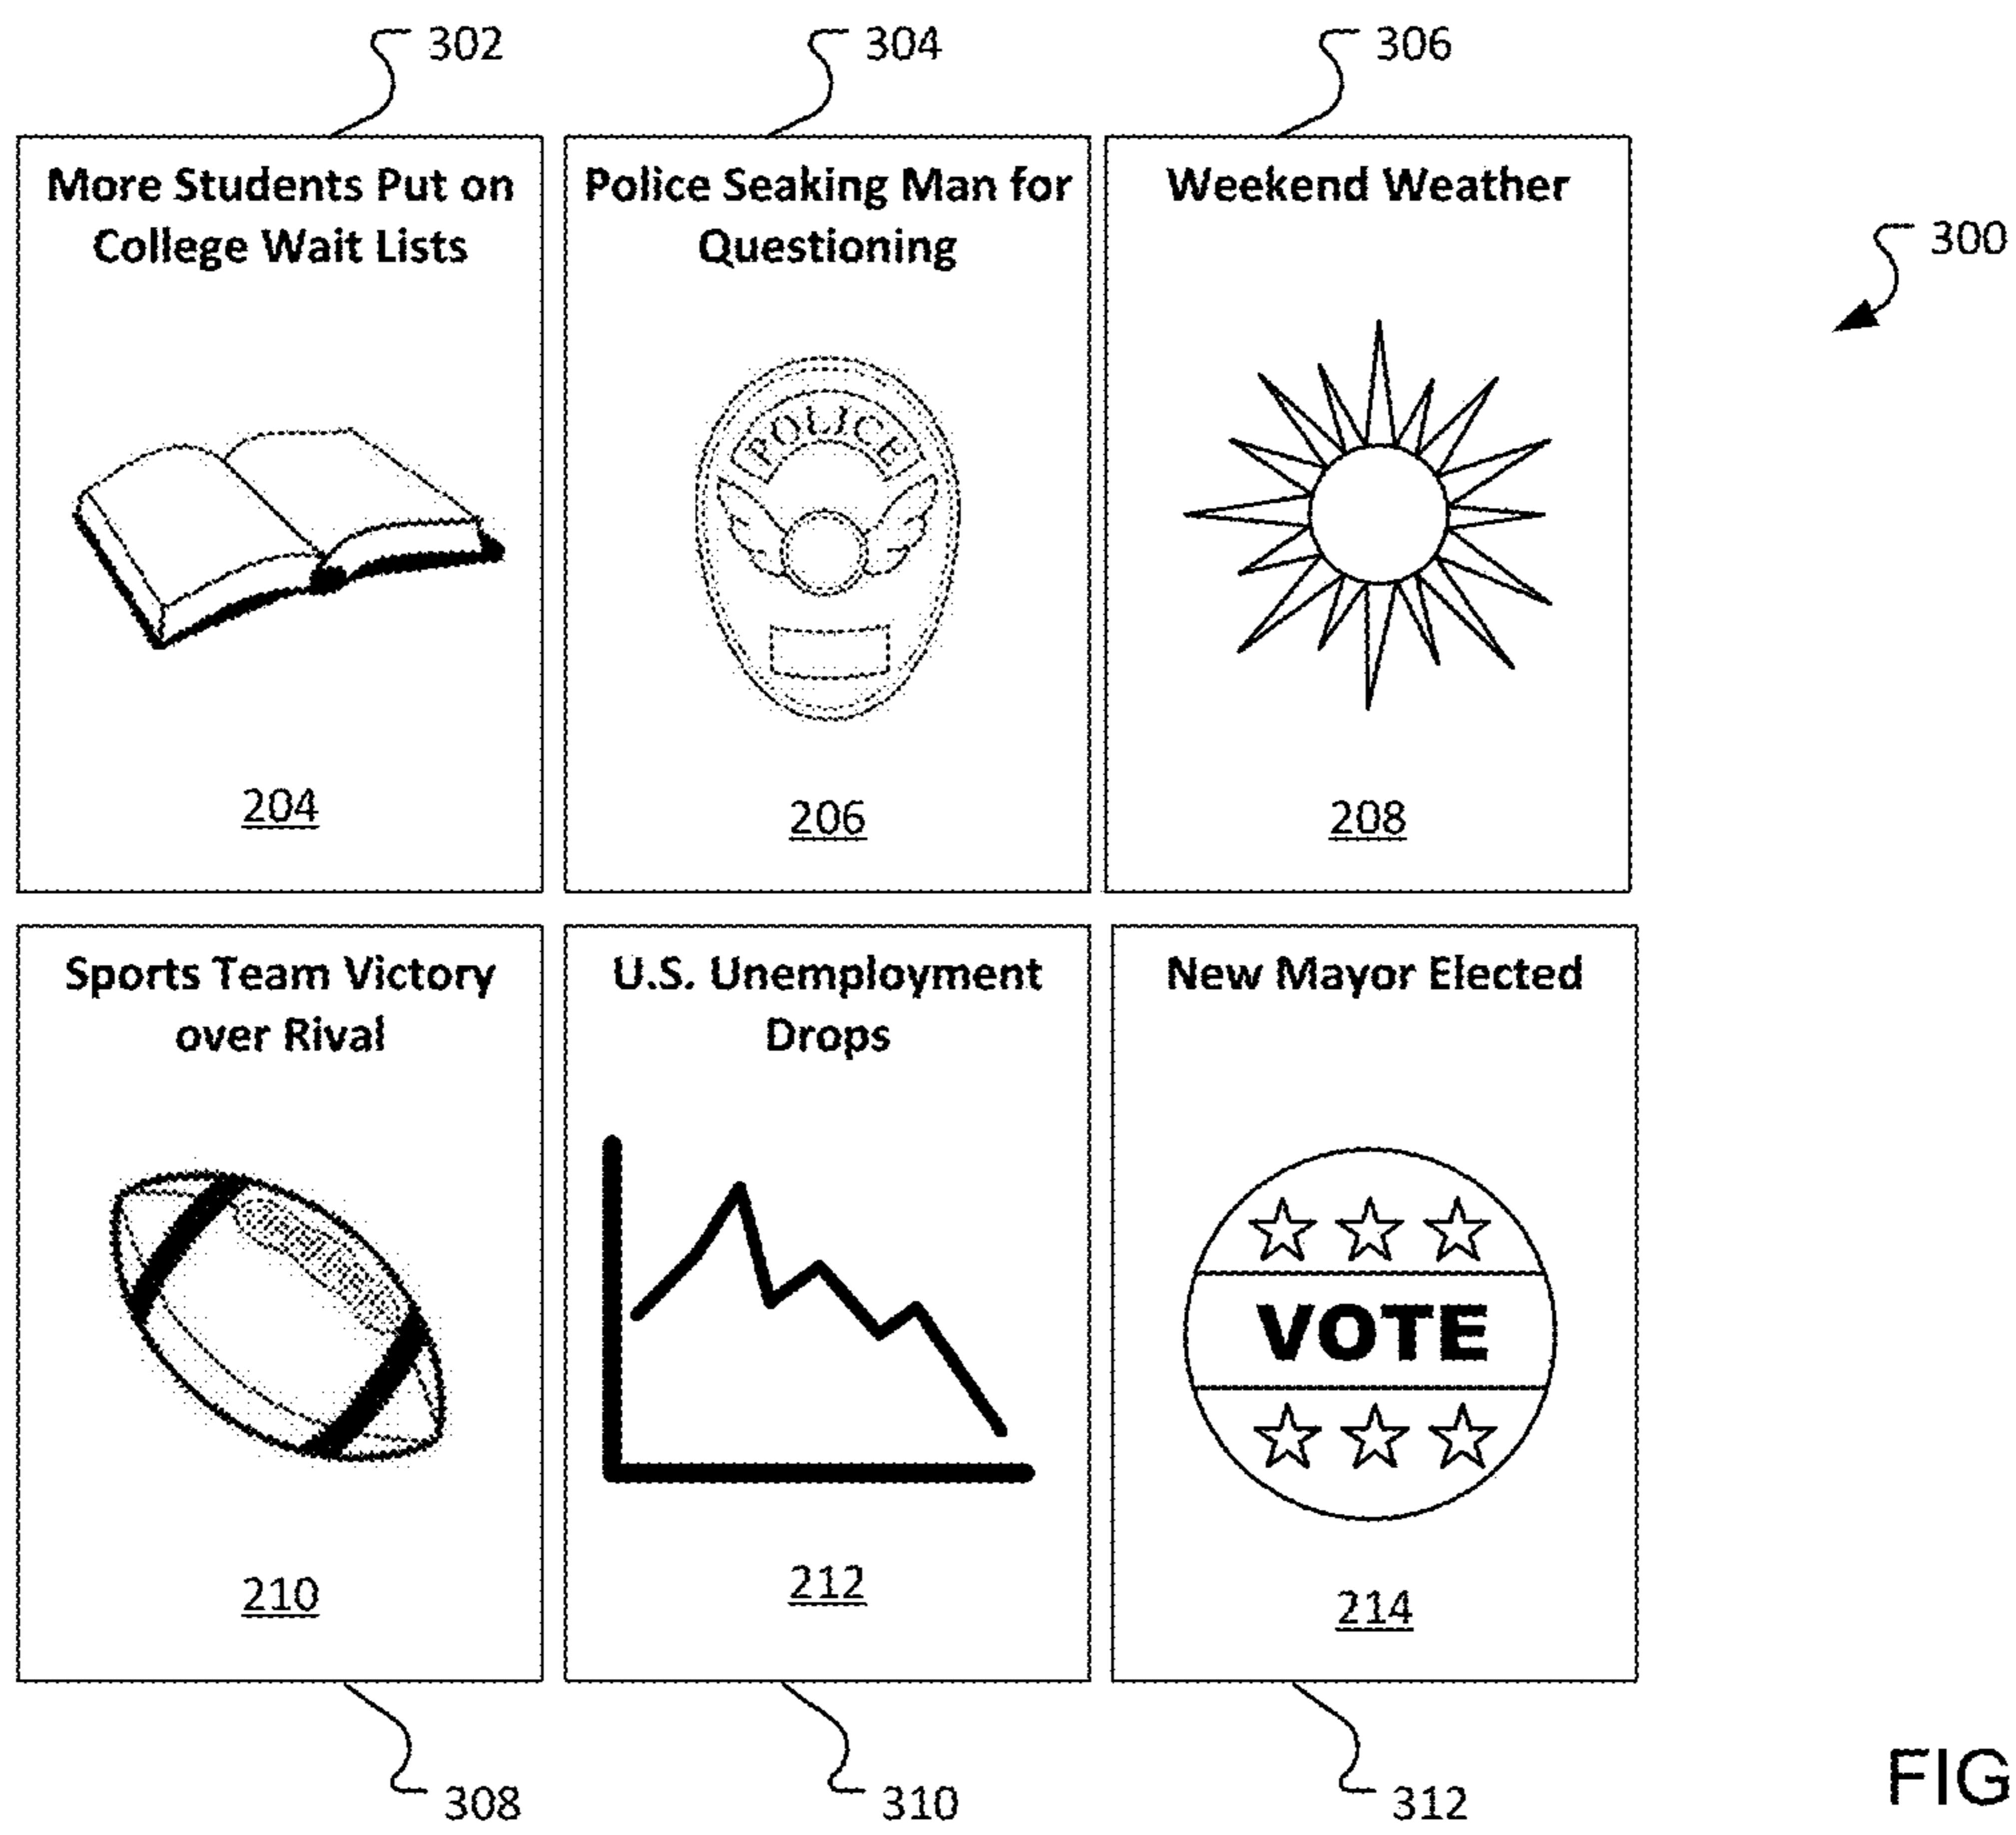 302
304
306
300
More Students Put on
College Wait Lists
204
Police Seaking Man for
Questioning
POLICE
206
Weekend Weather
208
Sports Team Victory
over Rival
210
U.S. Unemployment
Drops
212
New Mayor Elected
VOTE
214
308
310
312
FIG